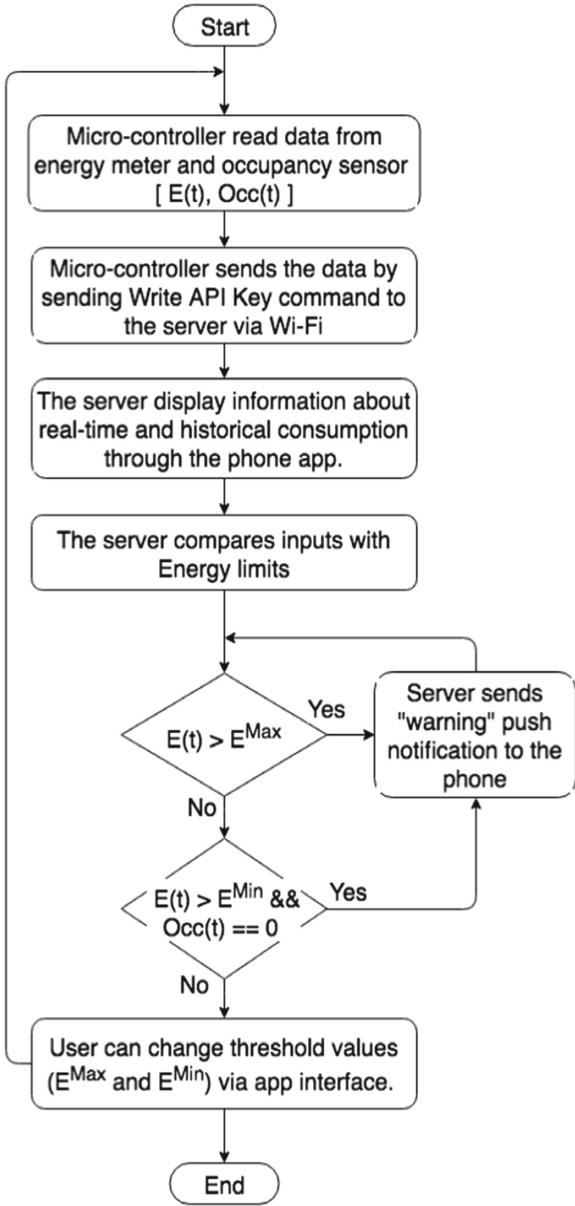 Start
Micro-controller read data from
energy meter and occupancy sensor
[ E(t), Occ(t) ]
Micro-controller sends the data by
sending Write API Key command to
the server via Wi-Fi
The server display information about
real-time and historical consumption
through the phone app.
The server compares inputs with
Energy limits
E(t) > E^Max
Yes
Server sends
"warning" push
notification to the
phone
No
E(t) > E^Min &&
Occ(t) == 0
Yes
No
User can change threshold values
(E^Max and E^Min) via app interface.
End